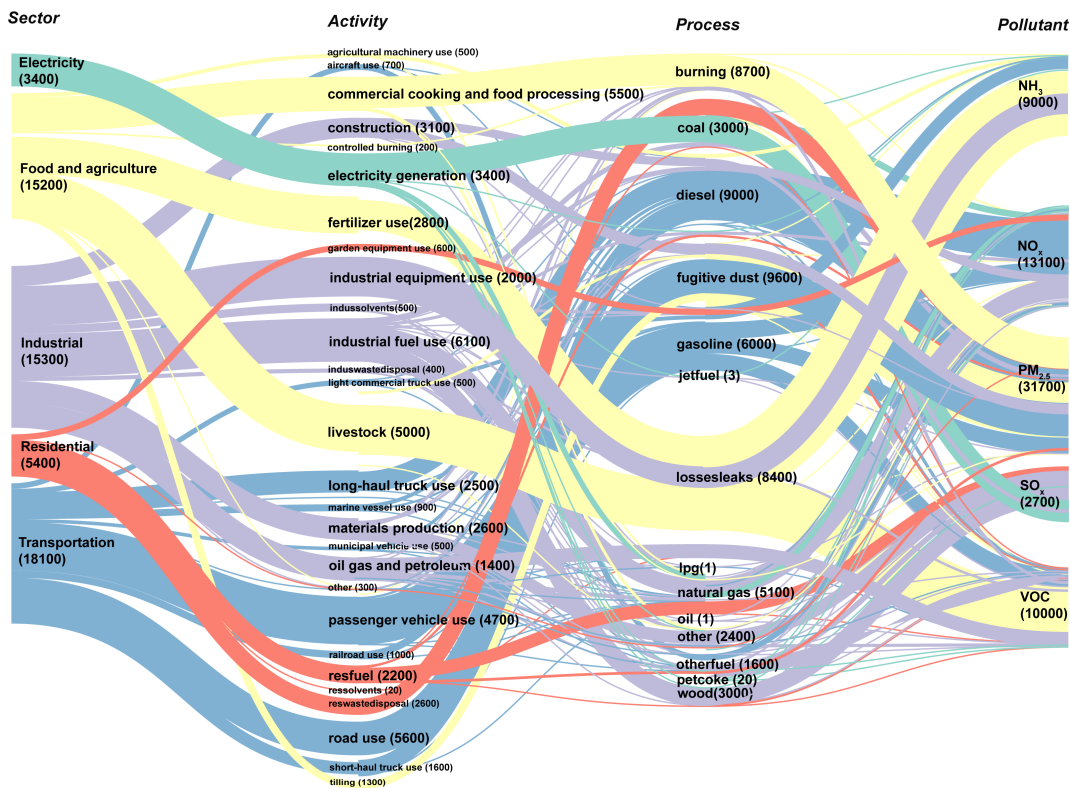 Sector
Activity
Process
Pollutant
Electricity
(3400)
Food and agriculture
(15200)
Industrial
(15300)
Residential
(5400)
Transportation
(18100)
agricultural machinery use (500)
aircraft use (700)
commercial cooking and food processing (5500)
construction (3100)
controlled burning (200)
electricity generation (3400)
fertilizer use(2800)
garden equipment use (600)
industrial equipment use (2000)
indussolvents(500)
industrial fuel use (6100)
induswastedisposal (400)
light commercial truck use (500)
livestock (5000)
long-haul truck use (2500)
marine vessel use (900)
materials production (2600)
municipal vehicle use (500)
oil gas and petroleum (1400)
other (300)
passenger vehicle use (4700)
railroad use (1000)
resfuel (2200)
ressolvents (20)
reswastedisposal (2600)
road use (5600)
short-haul truck use (1600)
tilling (1300)
burning (8700)
coal (3000)
diesel (9000)
fugitive dust (9600)
gasoline (6000)
jetfuel (3)
lossesleaks (8400)
lpg(1)
natural gas (5100)
oil (1)
other (2400)
otherfuel (1600)
petcoke (20)
wood(3000)
NH3
(9000)
NOx
(13100)
PM2.5
(31700)
SOx
(2700)
VOC
(10000)